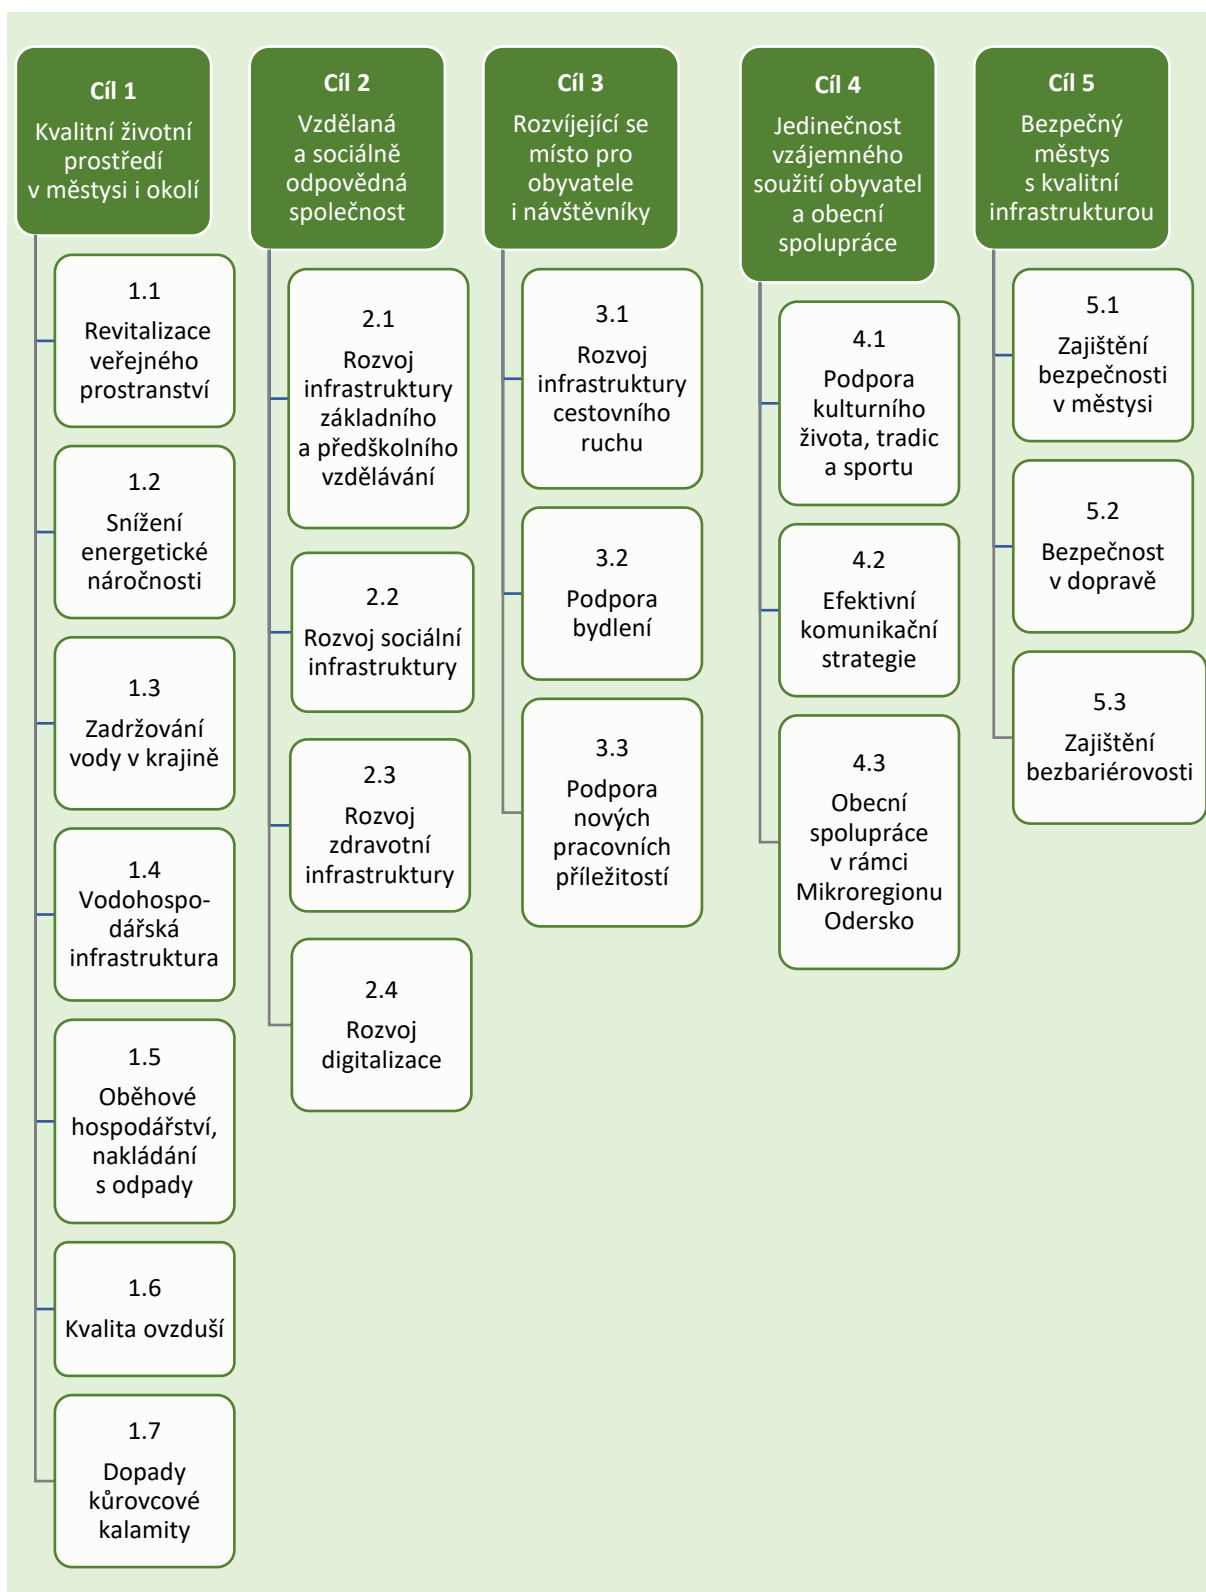 Cíl 1
Kvalitní životní
prostředí
v městysi i okolí
1.1
Revitalizace
veřejného
prostranství
1.2
Snížení
energetické
náročnosti
1.3
Zadržování
vody v krajině
1.4
Vodohospo-
dářská
infrastruktura
1.5
Oběhové
hospodářství,
nakládání
s odpady
1.6
Kvalita ovzduší
1.7
Dopady
kůrovcové
kalamity
Cíl 2
Vzdělaná
a sociálně
odpovědná
společnost
2.1
Rozvoj
infrastruktury
základního
a předškolního
vzdělávání
2.2
Rozvoj sociální
infrastruktury
2.3
Rozvoj
zdravotní
infrastruktury
2.4
Rozvoj
digitalizace
Cíl 3
Rozvíjející se
místo pro
obyvatele
i návštěvníky
3.1
Rozvoj
infrastruktury
cestovního
ruchu
3.2
Podpora
bydlení
3.3
Podpora
nových
pracovních
příležitostí
Cíl 4
Jedinečnost
vzájemného
soužití obyvatel
a obecní
spolupráce
4.1
Podpora
kulturního
života, tradic
a sportu
4.2
Efektivní
komunikační
strategie
4.3
Obecní
spolupráce
v rámci
Mikroregionu
Odersko
Cíl 5
Bezpečný
městys
s kvalitní
infrastrukturou
5.1
Zajištění
bezpečnosti
v městysi
5.2
Bezpečnost
v dopravě
5.3
Zajištění
bezbariérovosti